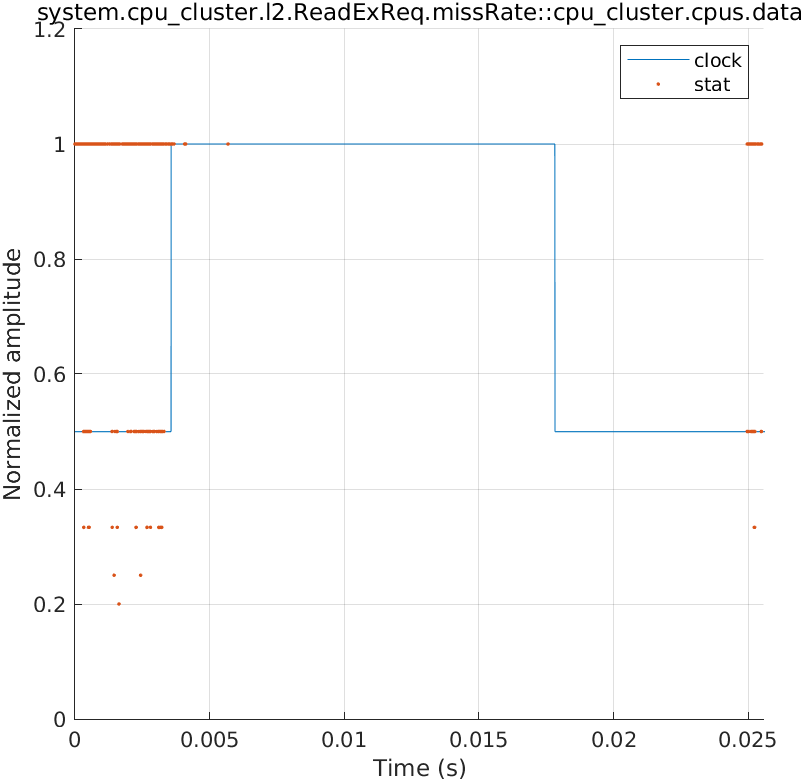 system.cpu_cluster.l2.ReadExReq.missRate::cpu_cluster.cpus.data
1.2
1
0.8
0.6
0.4
0.2
0
Normalized amplitude
clock
stat
0 0.005 0.01 0.015 0.02 0.025
Time (s)